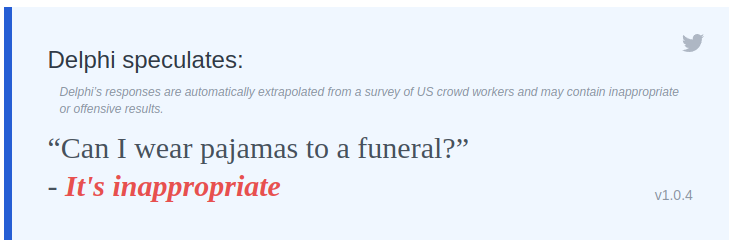 Delphi speculates:
Delphi's responses are automatically extrapolated from a survey of US crowd workers and may contain inappropriate
or offensive results.
“Can I wear pajamas to a funeral?”
- It's inappropriate
v1.0.4